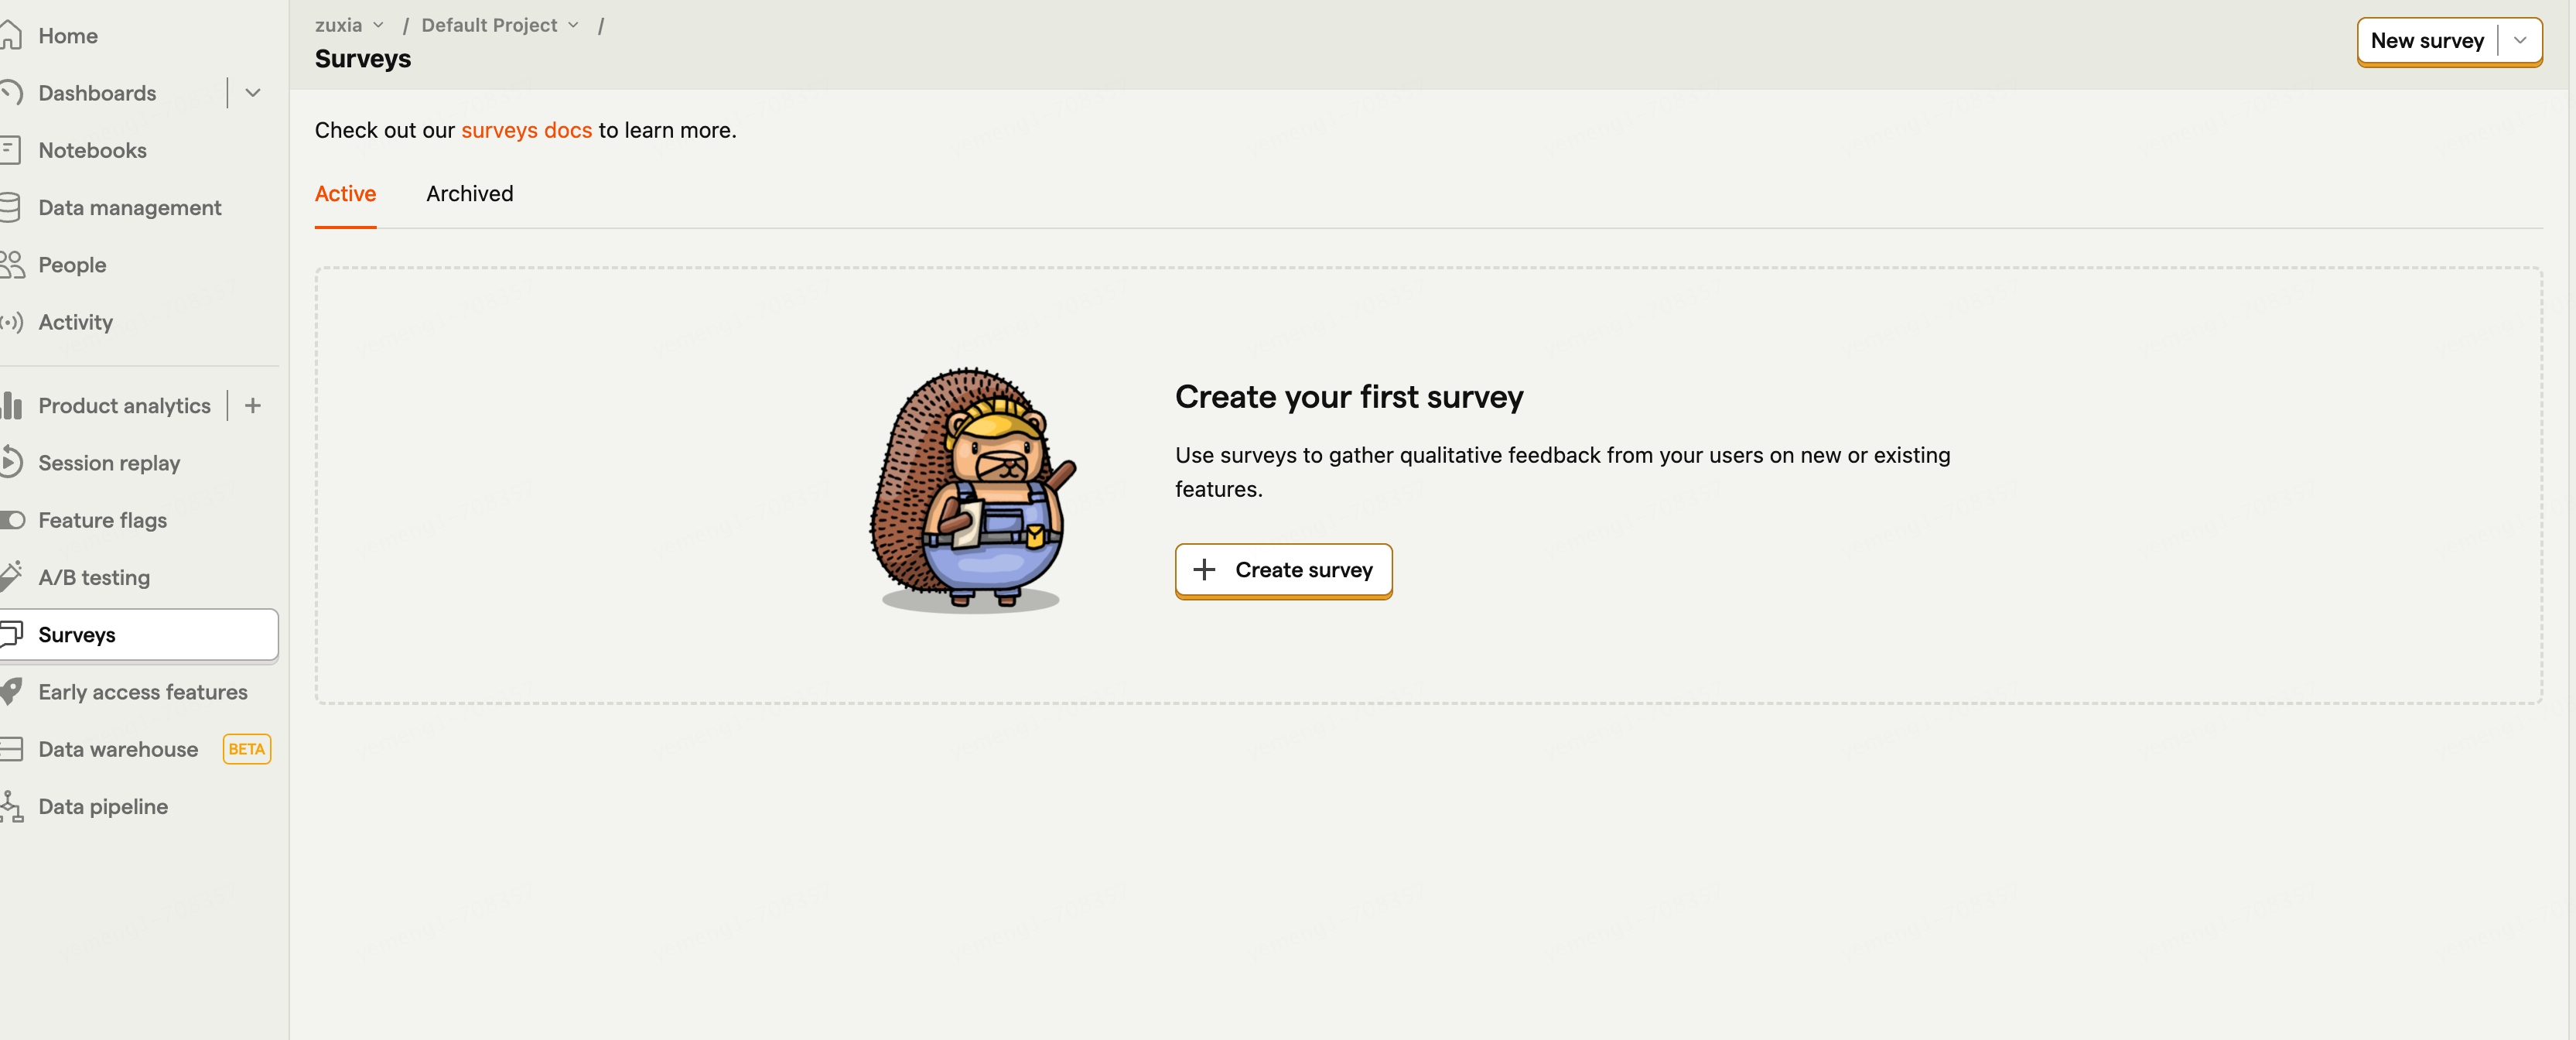 Home
Dashboards
Notebooks
Data management
People
Activity
Product analytics
Session replay
Feature flags
A/B testing
Surveys
Early access features
Data warehouse BETA
Data pipeline
zuxia / Default Project /
Surveys
New survey
Check out our surveys docs to learn more.
Active Archived
Create your first survey
Use surveys to gather qualitative feedback from your users on new or existing
features.
Create survey